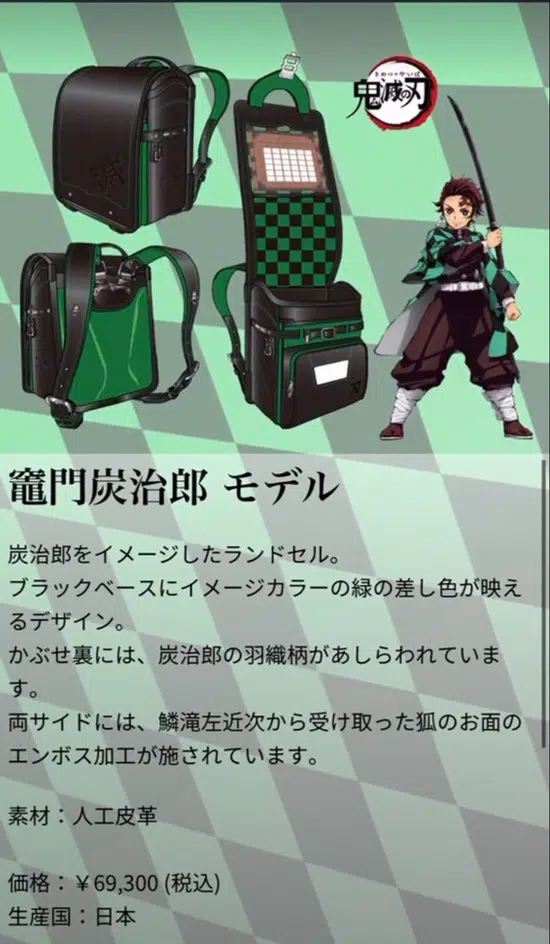 きめつのやいば
鬼滅の刃
竈門炭治郎 モデル
炭治郎をイメージしたランドセル。
ブラックベースにイメージカラーの緑の差し色が映え
るデザイン。
かぶせ裏には、炭治郎の羽織柄があしらわれていま
す。
両サイドには、鱗滝左近次から受け取った狐のお面の
エンボス加工が施されています。
素材：人工皮革
価格：￥69,300 (税込)
生産国：日本